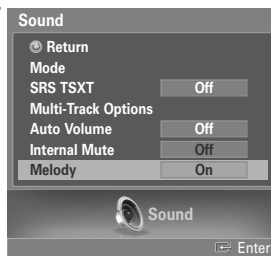 Sound
Return
Mode
SRS TSXT Off
Multi-Track Options
Auto Volume Off
Internal Mute Off
Melody On
Sound
Enter